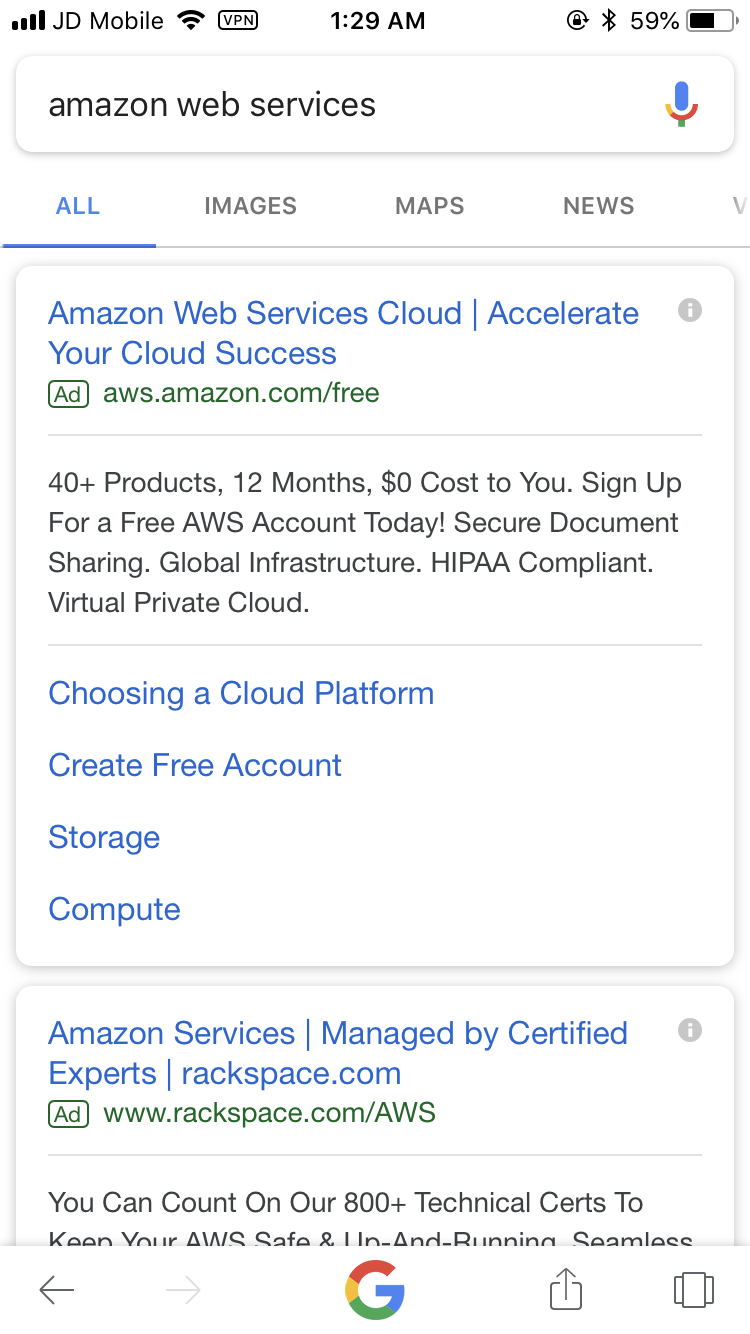 JD Mobile VPN 1:29 AM 59%
amazon web services
ALL IMAGES MAPS NEWS V
Amazon Web Services Cloud | Accelerate
Your Cloud Success
Ad aws.amazon.com/free
40+ Products, 12 Months, $0 Cost to You. Sign Up
For a Free AWS Account Today! Secure Document
Sharing. Global Infrastructure. HIPAA Compliant.
Virtual Private Cloud.
Choosing a Cloud Platform
Create Free Account
Storage
Compute
Amazon Services | Managed by Certified
Experts | rackspace.com
Ad www.rackspace.com/AWS
You Can Count On Our 800+ Technical Certs To
Keep Your AWS Safe & Up-And-Running. Seamless